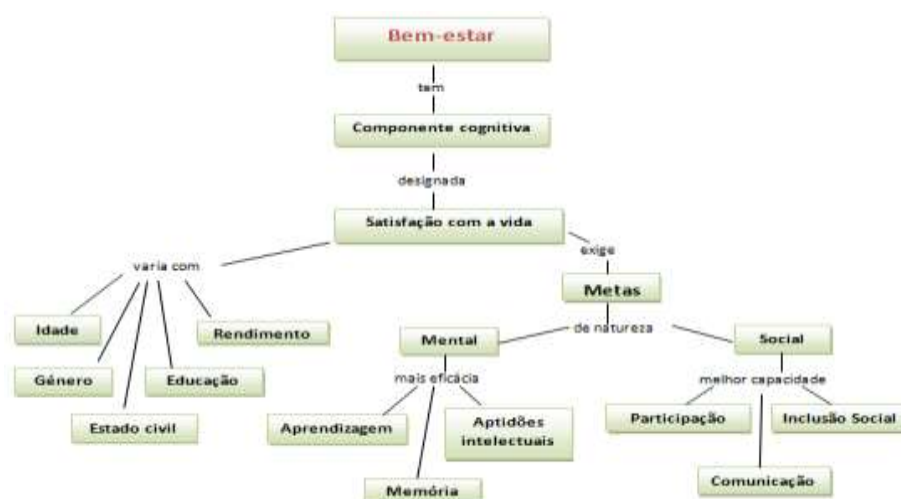 Bem-estar
tem
Componente cognitiva
designada
Satisfação com a vida
varia com
exige
Metas
Idade
Rendimento
de natureza
Mental
Social
Género
Educação
mais eficácia
melhor capacidade
Estado civil
Aprendizagem
Aptidões
intelectuais
Participação
Inclusão Social
Memória
Comunicação